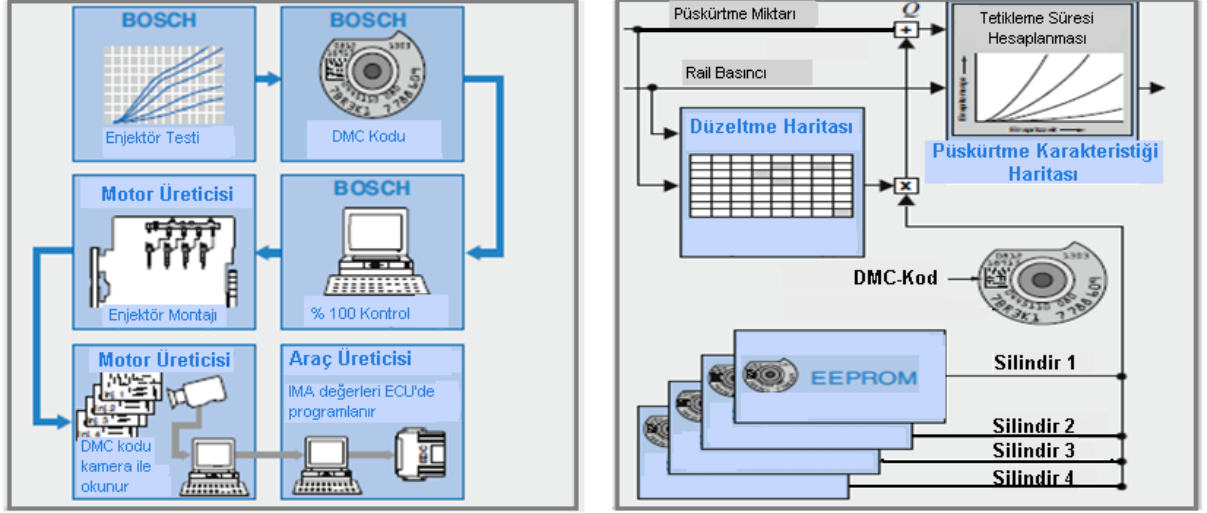 BOSCH
Enjektör Testi
BOSCH
DMC Kodu
Motor Üreticisi
Enjektör Montajı
BOSCH
% 100 Kontrol
Motor Üreticisi
DMC kodu
kamera ile
okunur
Araç Üreticisi
IMA değerleri ECU'de
programlanır
Püskürtme Miktarı
Q
+
Tetikleme Süresi
Hesaplanması
Rail Basıncı
Püskürtme Karakteristiği
Haritası
Düzeltme Haritası
x
DMC-Kod
7BR3K1 7788609
EEPROM
Silindir 1
Silindir 2
Silindir 3
Silindir 4